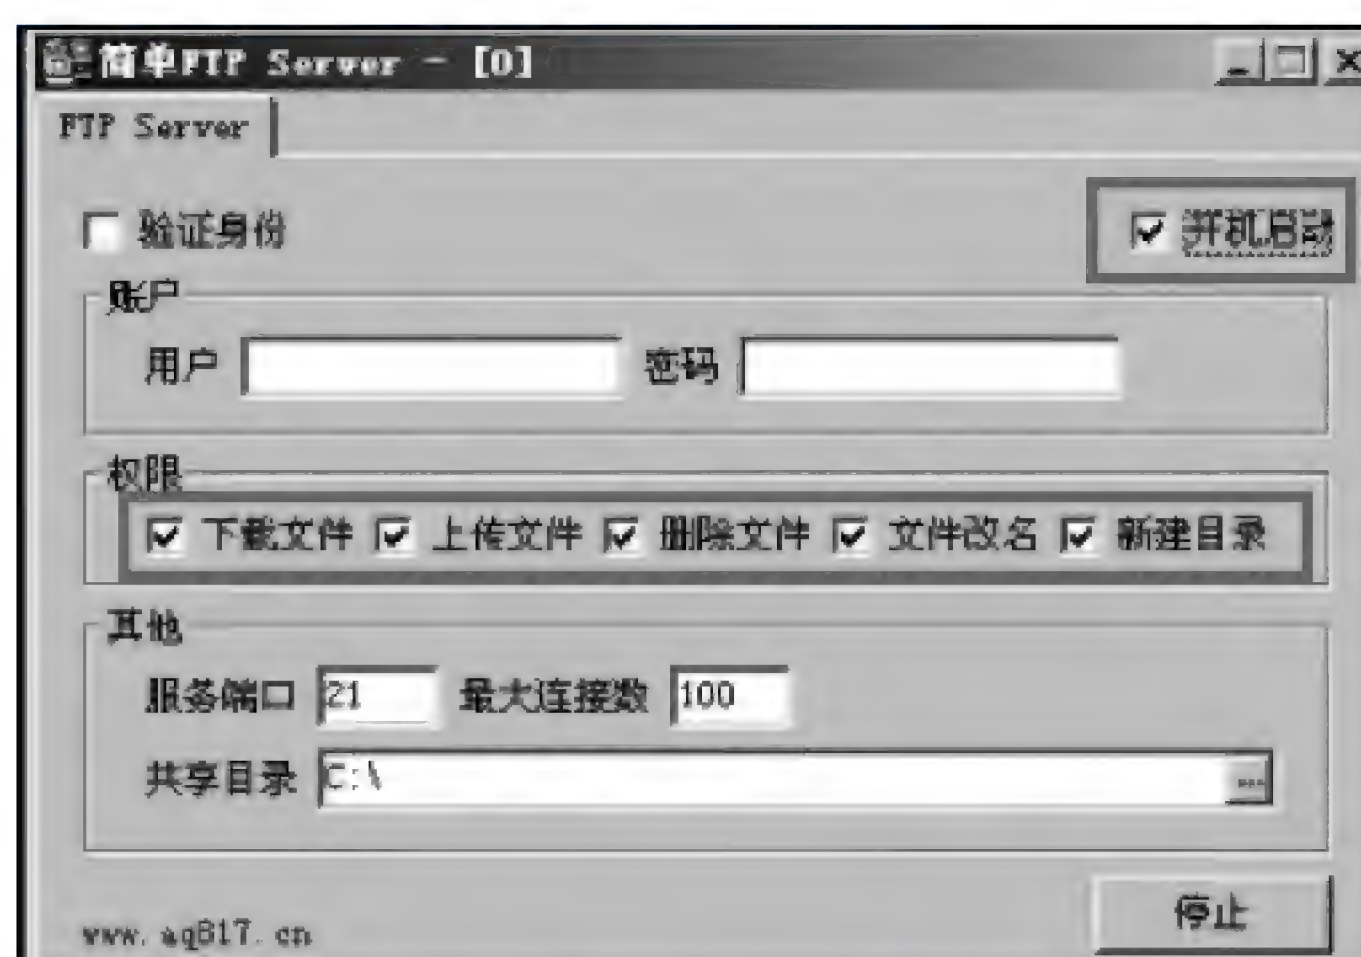 简单FTP Server - [0]
FTP Server
验证身份 开机启动
账户
用户 密码
权限
下载文件 上传文件 删除文件 文件改名 新建目录
其他
服务端口 21 最大连接数 100
共享目录 C:\ ...
停止
www.aq817.cn